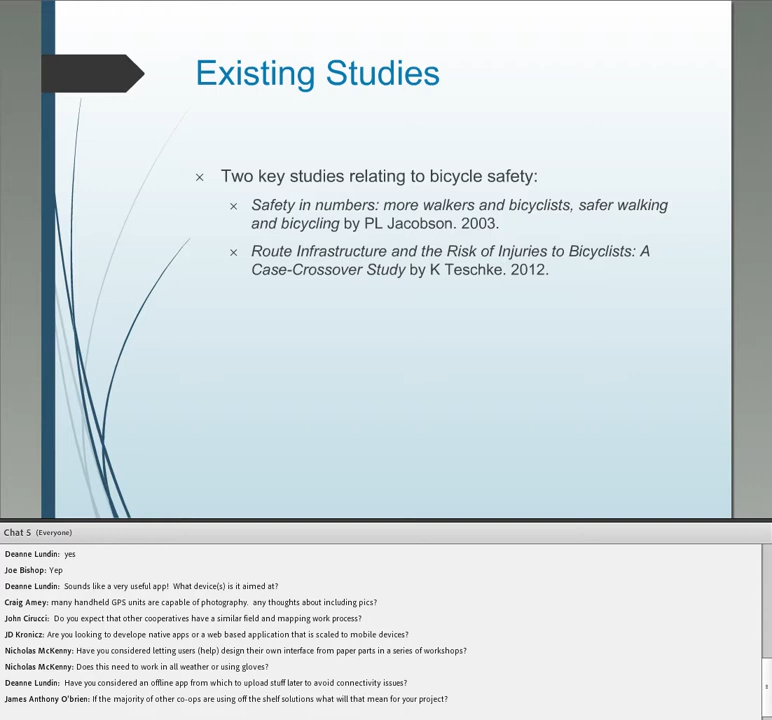 Existing Studies
× Two key studies relating to bicycle safety:
× Safety in numbers: more walkers and bicyclists, safer walking
and bicycling by PL Jacobson. 2003.
× Route Infrastructure and the Risk of Injuries to Bicyclists: A
Case-Crossover Study by K Teschke. 2012.
Chat 5 (Everyone)
Deanne Lundin: yes
Joe Bishop: Yep
Deanne Lundin: Sounds like a very useful app! What device(s) is it aimed at?
Craig Amey: many handheld GPS units are capable of photography. any thoughts about including pics?
John Cirucci: Do you expect that other cooperatives have a similar field and mapping work process?
JD Kronicz: Are you looking to develope native apps or a web based application that is scaled to mobile devices?
Nicholas McKenny: Have you considered letting users (help) design their own interface from paper parts in a series of workshops?
Nicholas McKenny: Does this need to work in all weather or using gloves?
Deanne Lundin: Have you considered an offline app from which to upload stuff later to avoid connectivity issues?
James Anthony O'brien: If the majority of other co-ops are using off the shelf solutions what will that mean for your project?